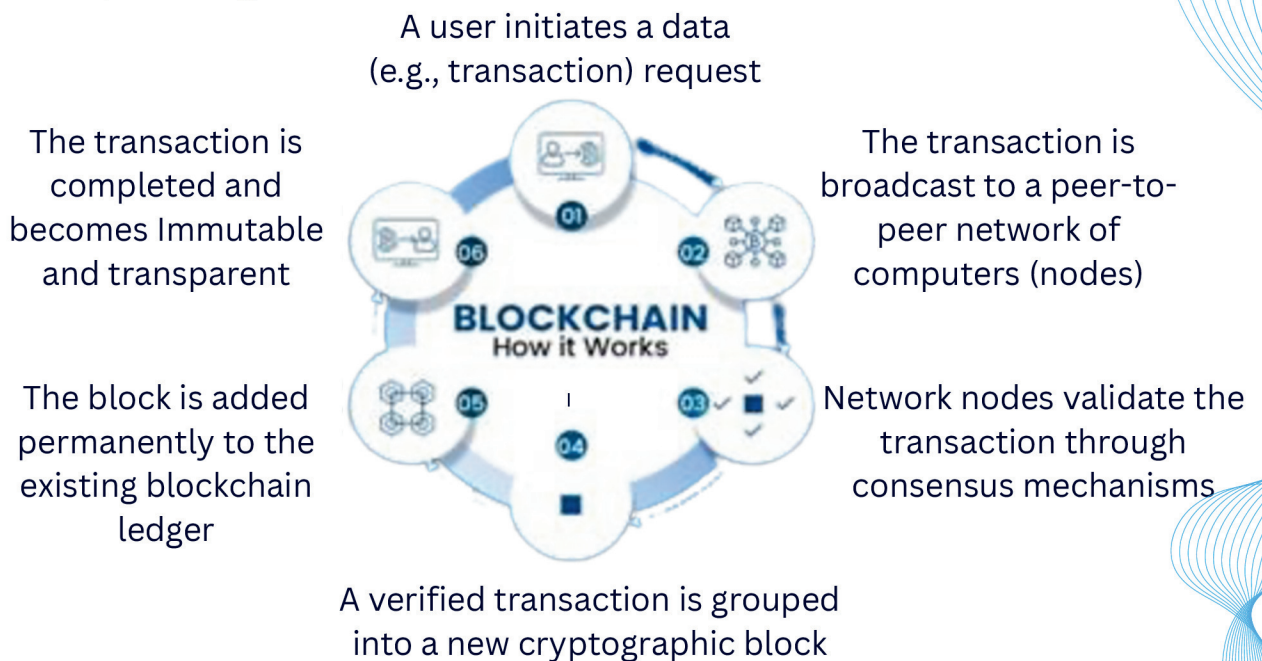 A user initiates a data
(e.g., transaction) request
The transaction is
broadcast to a peer-to-
peer network of
computers (nodes)
Network nodes validate the
transaction through
consensus mechanisms
A verified transaction is grouped
into a new cryptographic block
The block is added
permanently to the
existing blockchain
ledger
The transaction is
completed and
becomes Immutable
and transparent
01
02
03
04
05
06
BLOCKCHAIN
How it Works